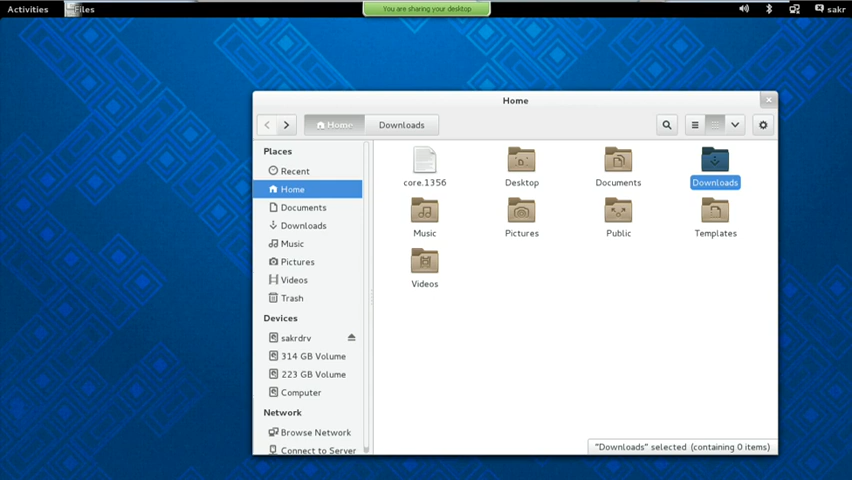 Activities
Files
You are sharing your desktop
sakr
Home
Home
Downloads
Places
Recent
Home
Documents
Downloads
Music
Pictures
Videos
Trash
Devices
sakrdrv
314 GB Volume
223 GB Volume
Computer
Network
Browse Network
Connect to Server
core.1356
Desktop
Documents
Downloads
Music
Pictures
Public
Templates
Videos
"Downloads" selected (containing 0 items)